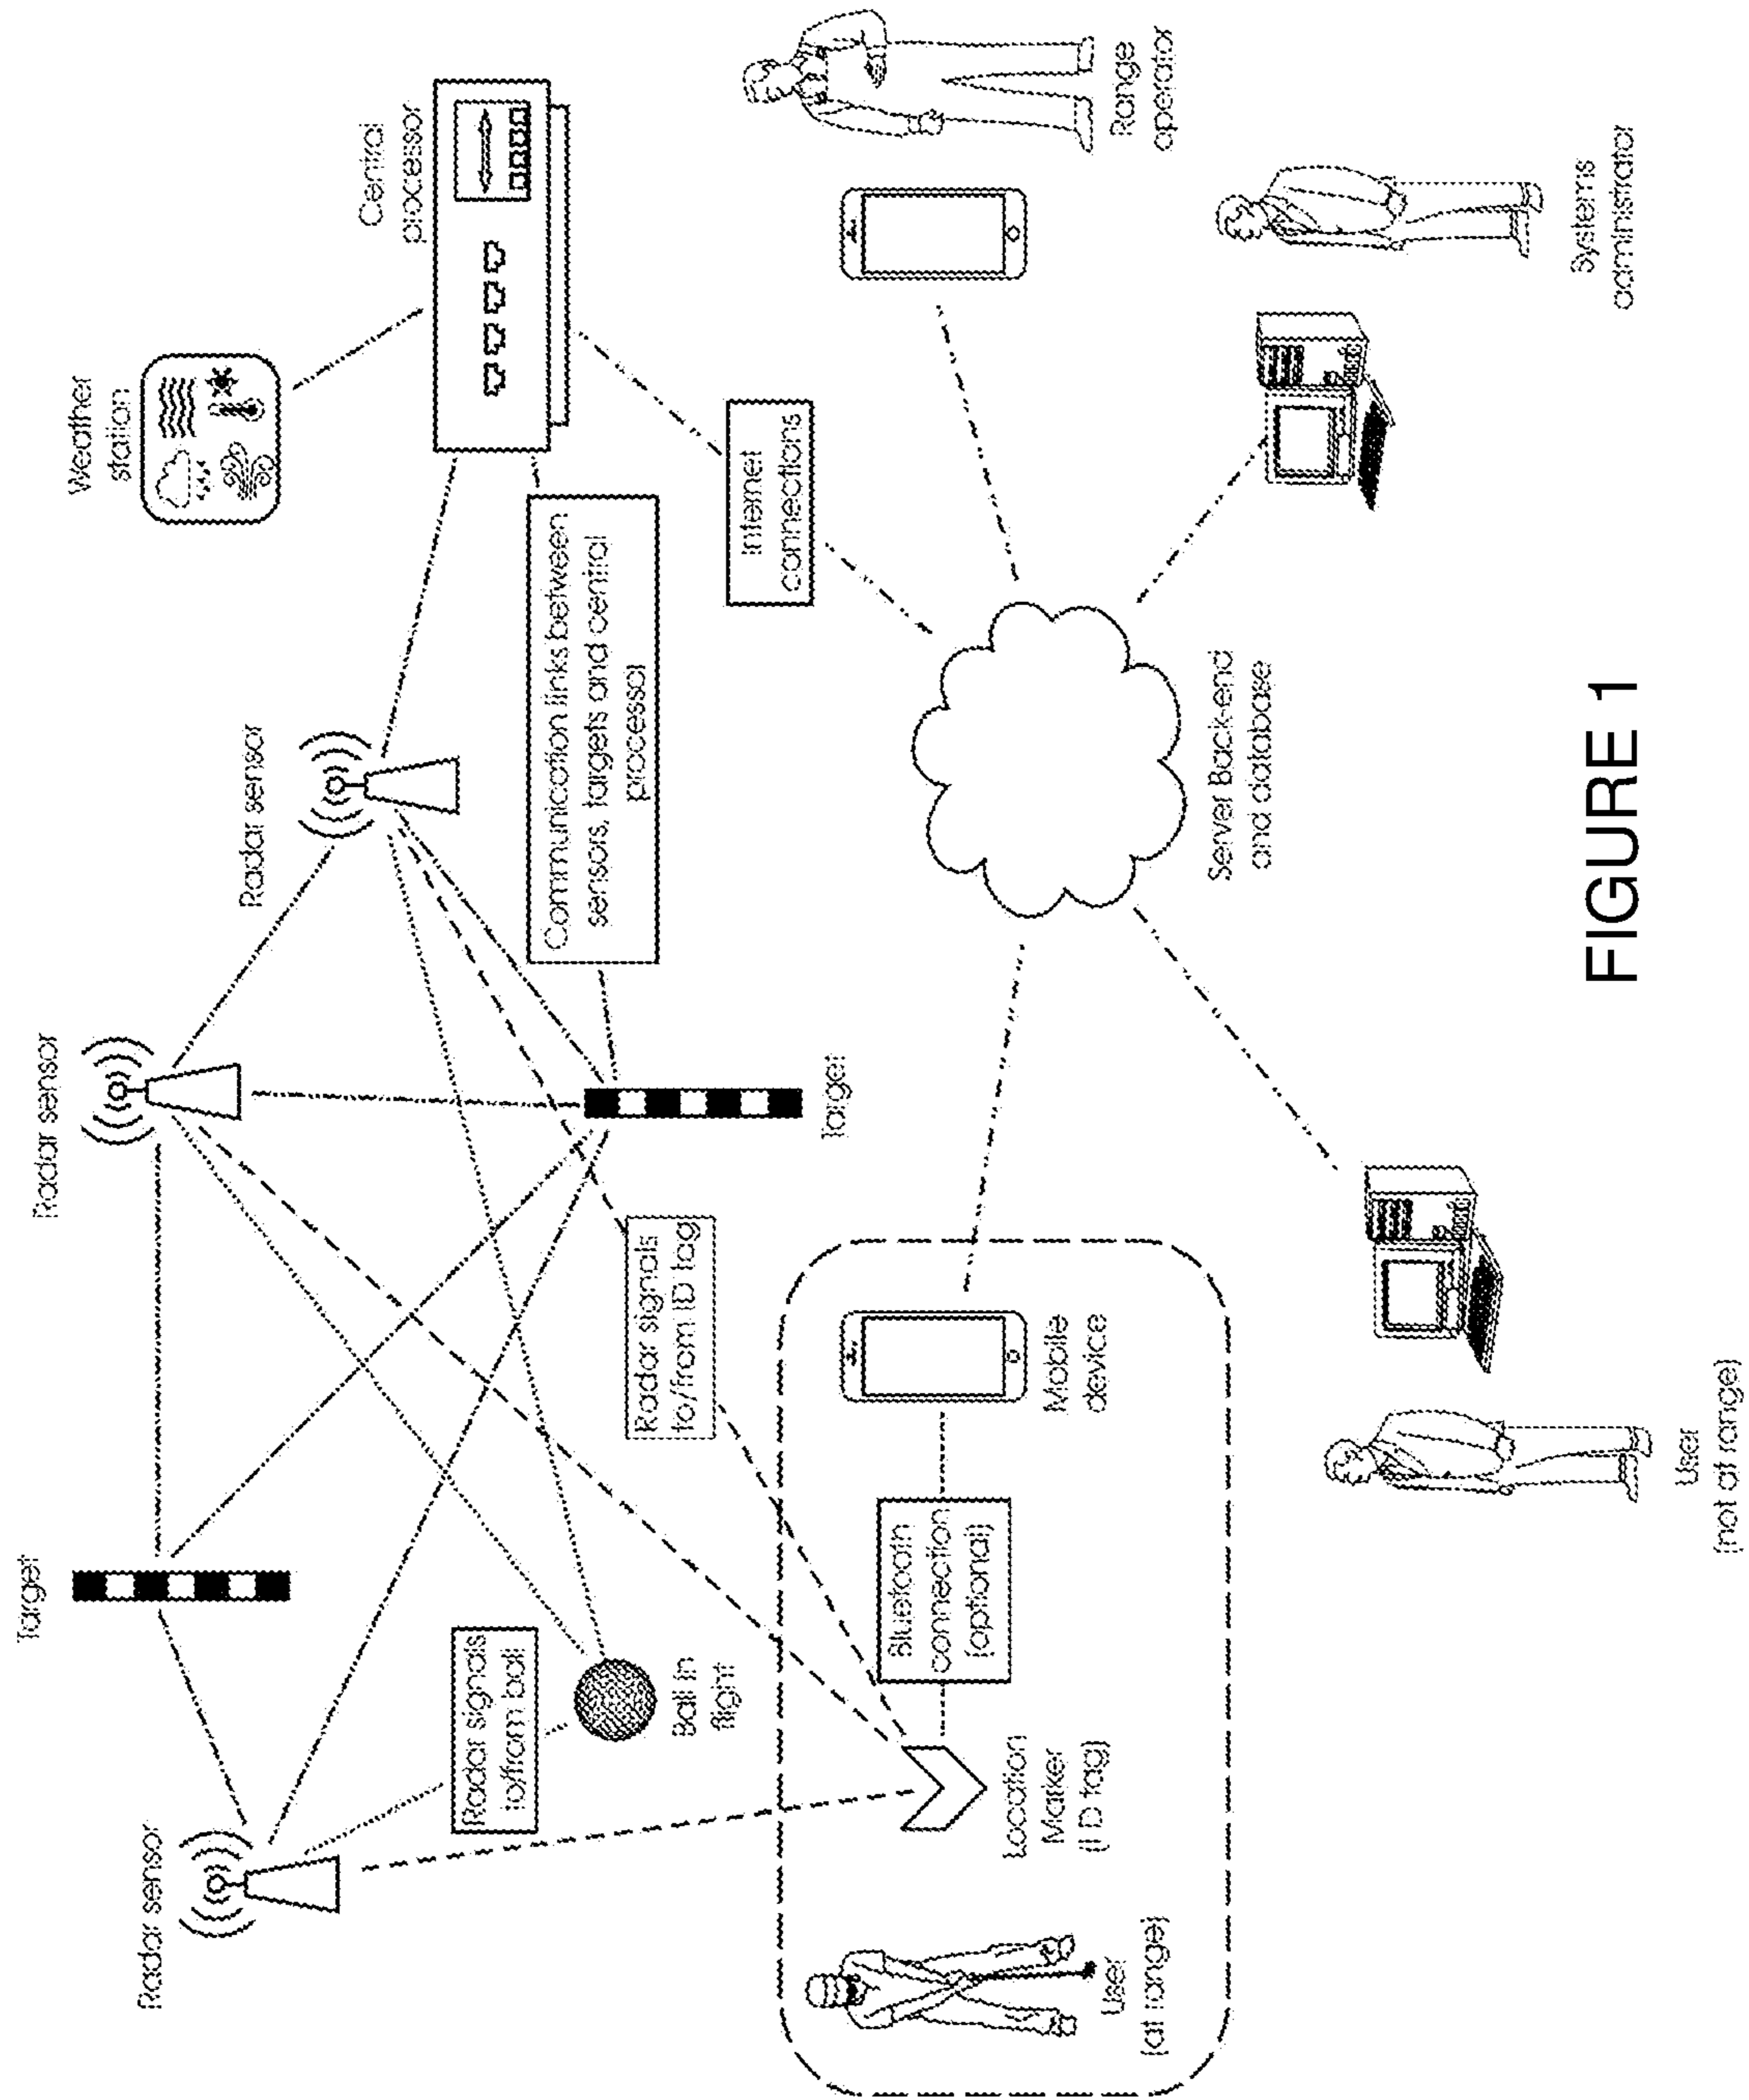 Radar sensor
Target
Radar sensor
Radar sensor
Weather
station
Central
processor
Radar signals
to/from ball
Ball in
flight
Radar signals
to/from ID tag
Target
Communication links between
sensors, targets and central
processor
Internet
connections
User
(at range)
Location
Marker
(I D tag)
Bluetooth
connection
(optional)
Mobile
device
Server Back-end
and database
Range
operator
Systems
administrator
User
(not at range)
FIGURE 1